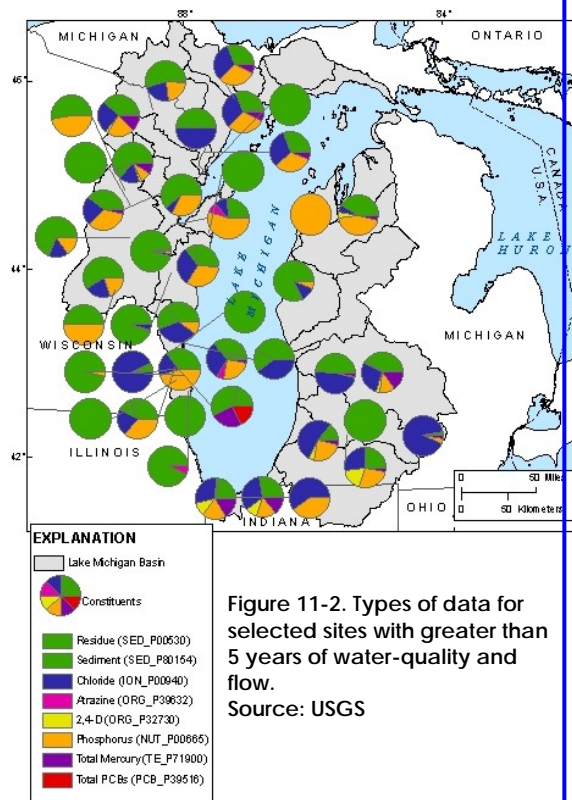 88°
84°
MICHIGAN
ONTARIO
46°
CANADA
U.S.A.
LAKE
HURON
LAKE
MICHIGAN
44°
MICHIGAN
WISCONSIN
42°
ILLINOIS
INDIANA
OHIO
0 50 Miles
0 50 Kilometers
EXPLANATION
Lake Michigan Basin
Constituents
Residue (SED_P00530)
Sediment (SED_P80154)
Chloride (ION_P00940)
Atrazine (ORG_P39632)
2,4-D(ORG_P32730)
Phosphorus (NUT_P00665)
Total Mercury(TE_P71900)
Total PCBs (PCB_P39516)
Figure 11-2. Types of data for
selected sites with greater than
5 years of water-quality and
flow.
Source: USGS